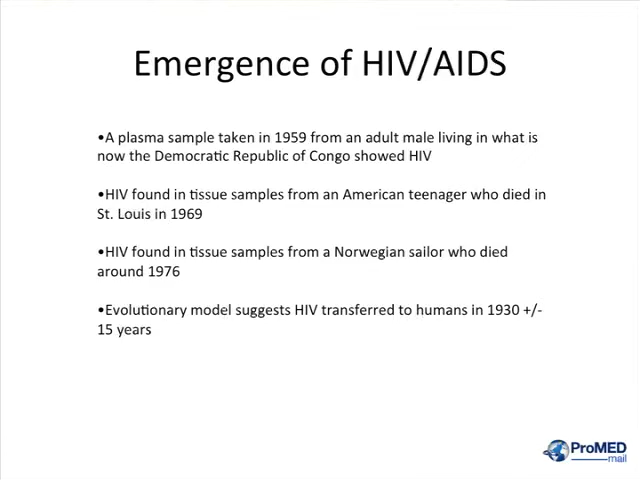 Emergence of HIV/AIDS
•A plasma sample taken in 1959 from an adult male living in what is
now the Democratic Republic of Congo showed HIV
•HIV found in tissue samples from an American teenager who died in
St. Louis in 1969
•HIV found in tissue samples from a Norwegian sailor who died
around 1976
•Evolutionary model suggests HIV transferred to humans in 1930 +/-
15 years
ProMED
mail